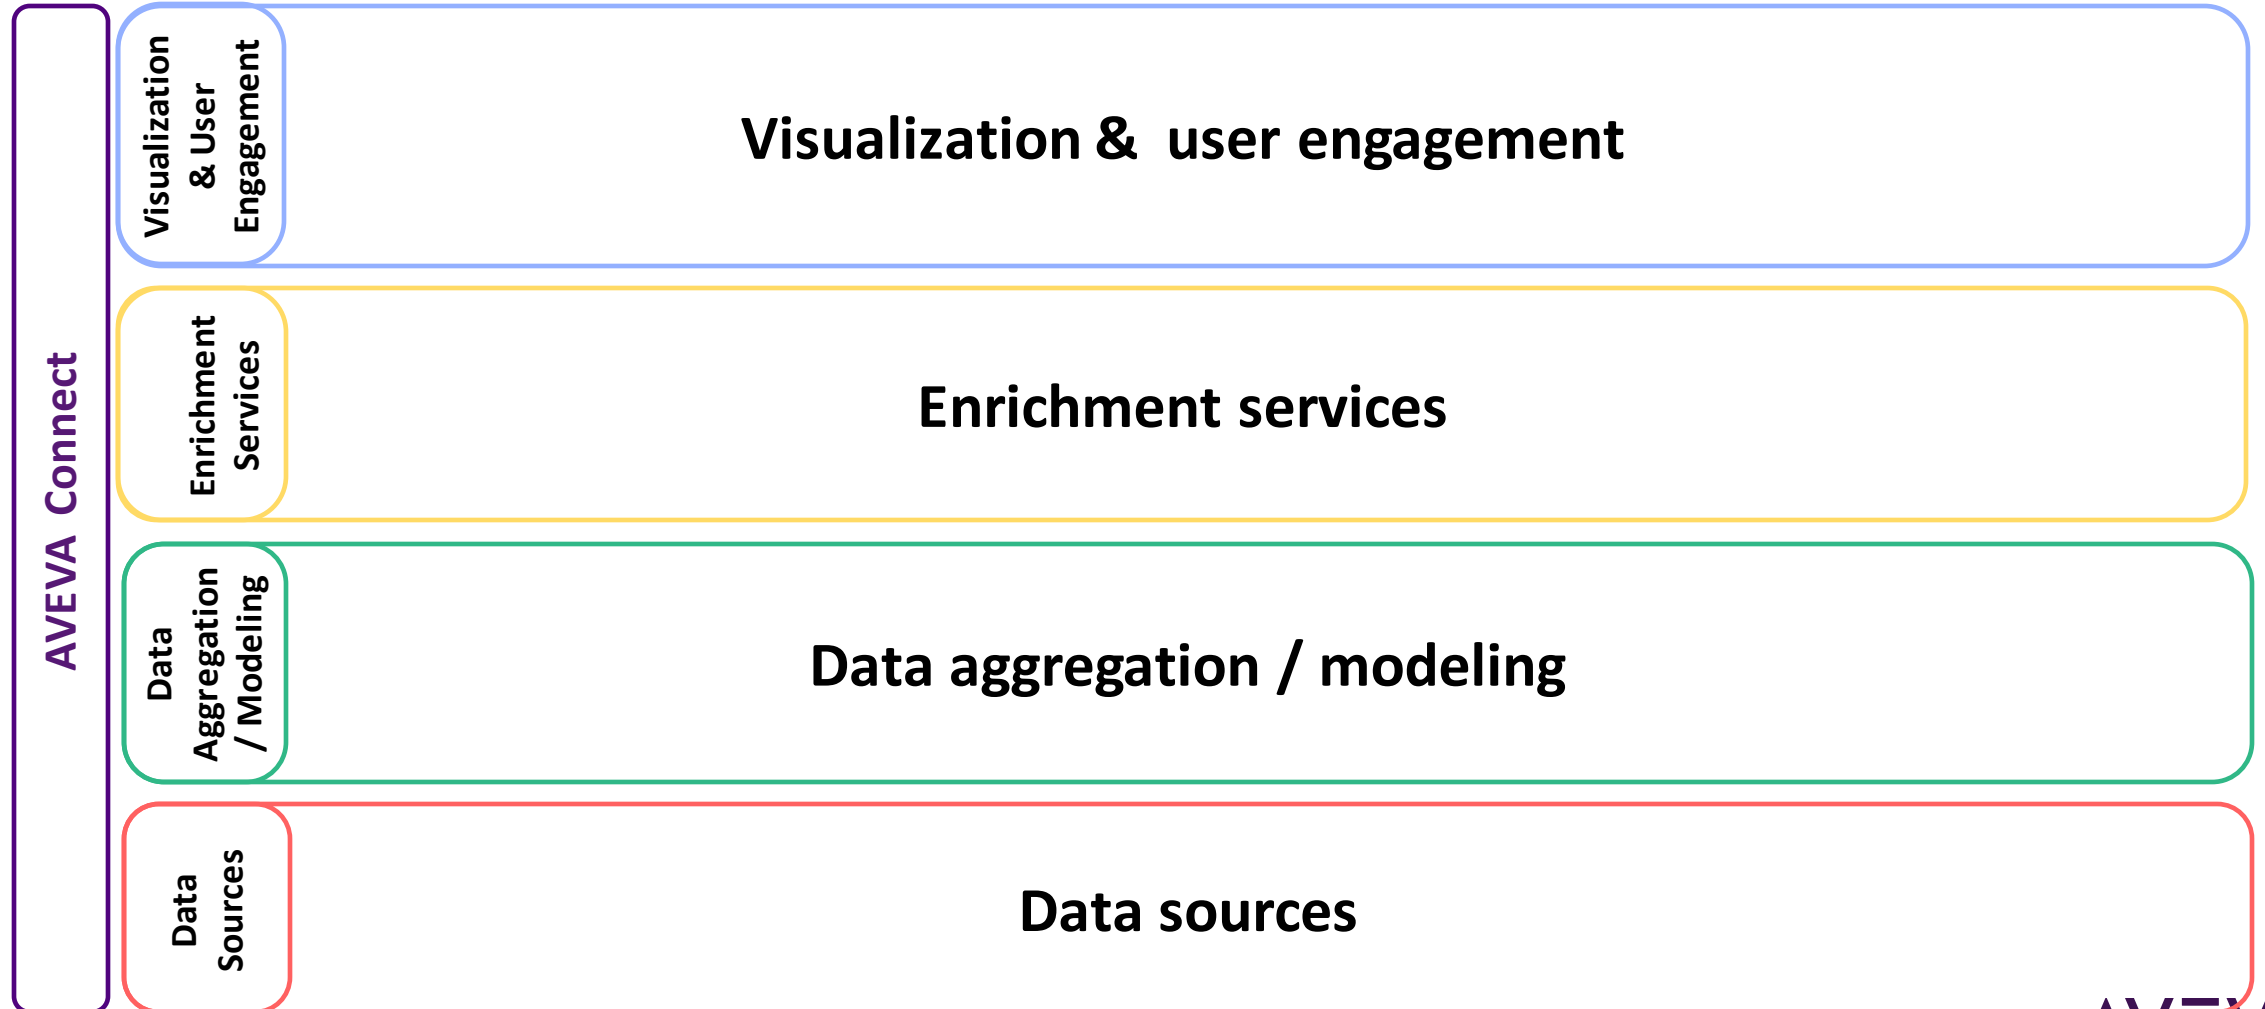 AVEVA Connect
Visualization
& User
Engagement
Visualization & user engagement
Enrichment
Services
Enrichment services
Data
Aggregation
/ Modeling
Data aggregation / modeling
Data
Sources
Data sources